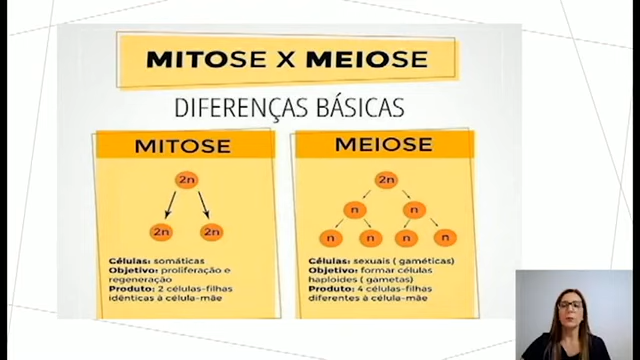 MITOSE X MEIOSE
DIFERENÇAS BÁSICAS
MITOSE
2n
2n
2n
Células: somáticas
Objetivo: proliferação e
regeneração
Produto: 2 células-filhas
idênticas à célula-mãe
MEIOSE
2n
n
n
n
n
n
n
Células: sexuais ( gaméticas)
Objetivo: formar células
haploides ( gametas)
Produto: 4 células-filhas
diferentes à célula-mãe